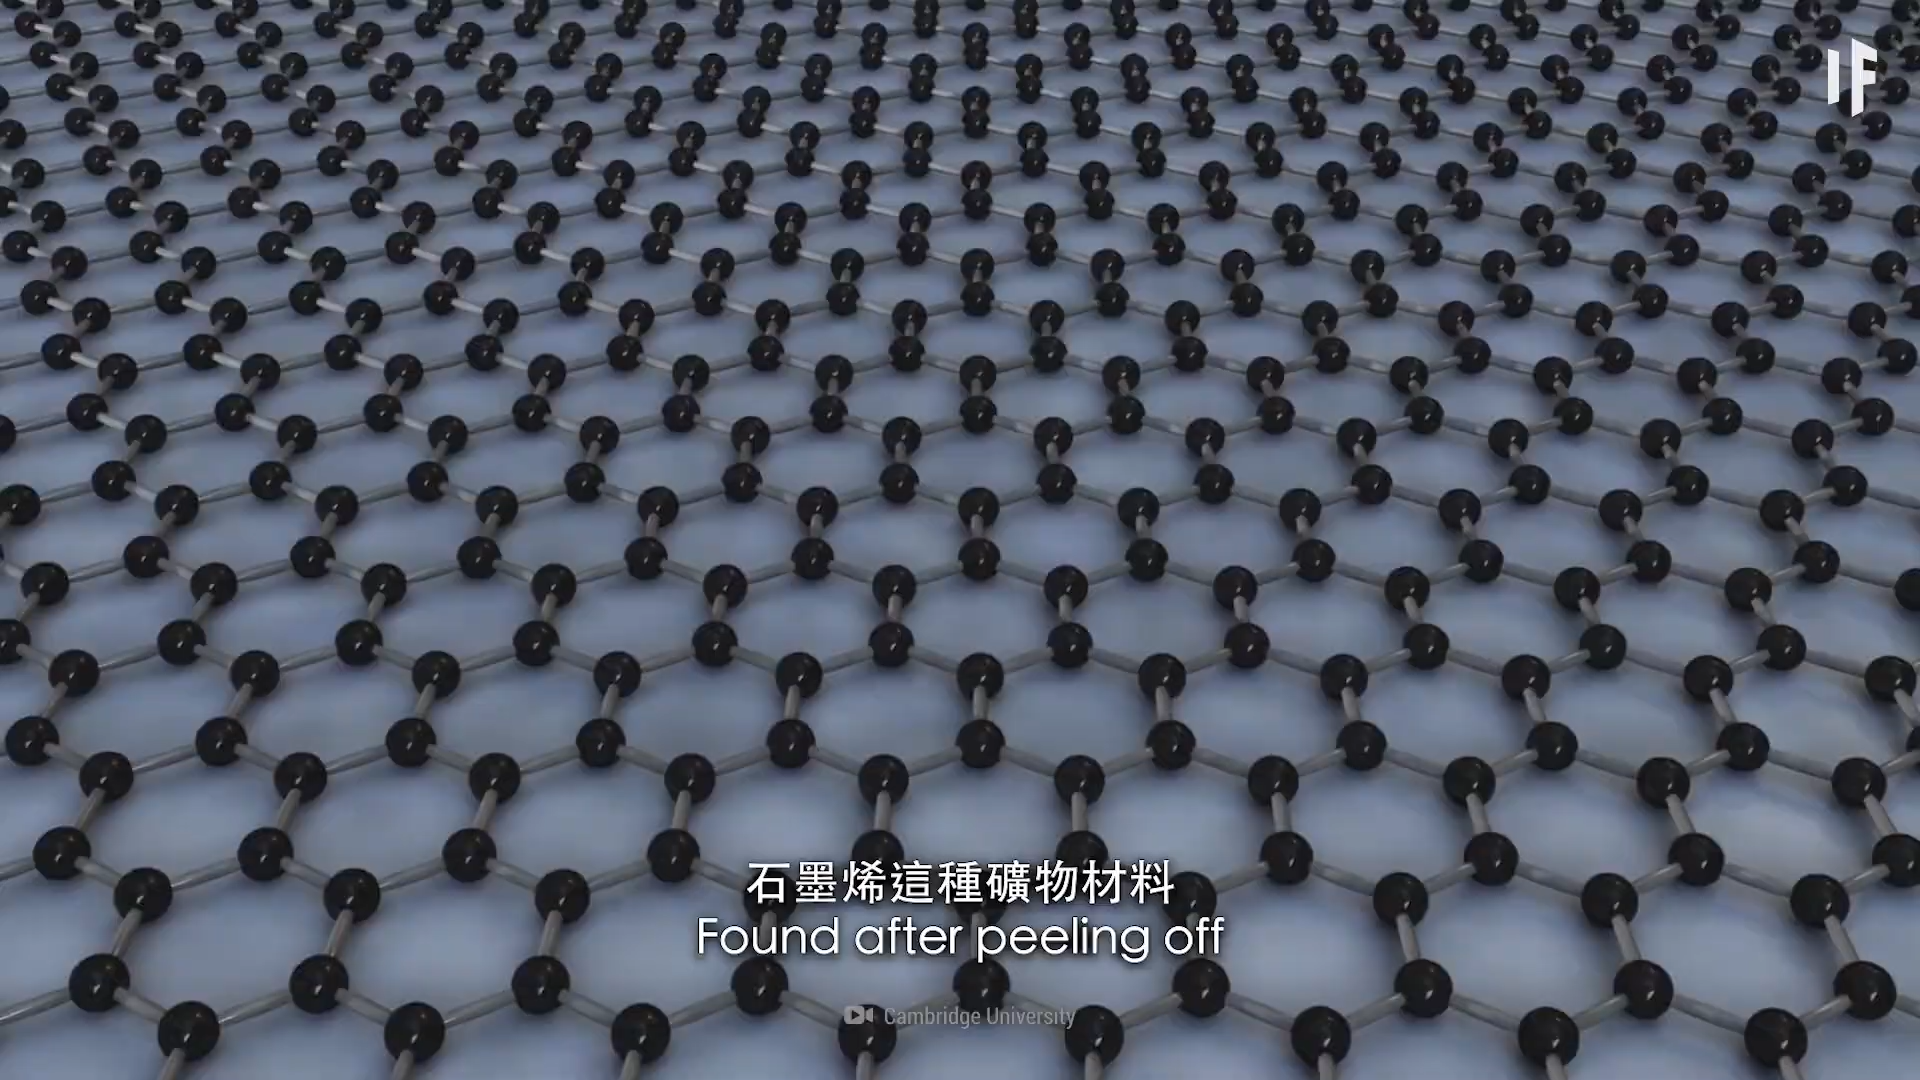 IF
石墨烯這種礦物材料
Found after peeling off
Cambridge University